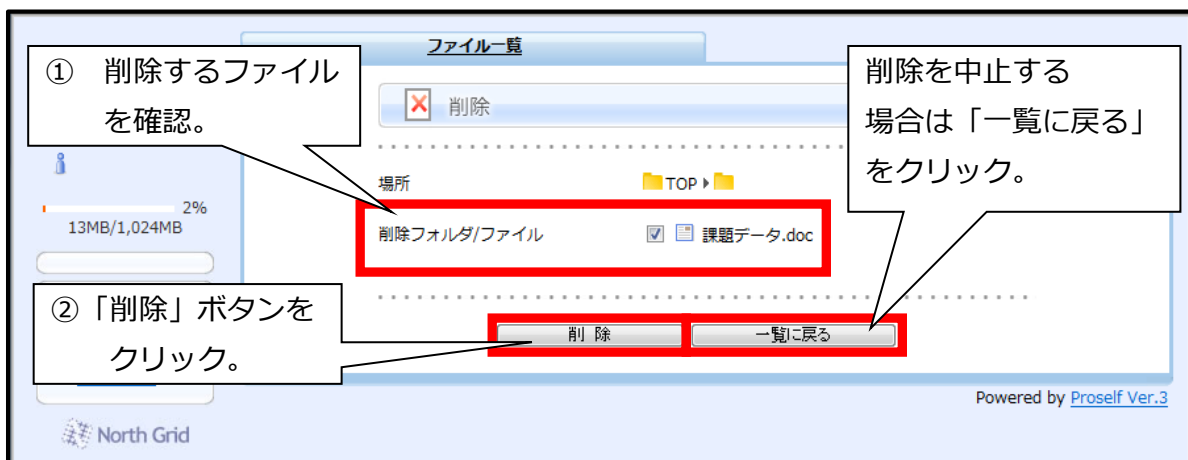 ファイル一覧
① 削除するファイル
を確認。
削除を中止する
場合は「一覧に戻る」
をクリック。
削除
場所
TOP
2%
13MB/1,024MB
削除フォルダ/ファイル
課題データ.doc
②「削除」ボタンを
クリック。
削 除
一覧に戻る
Powered by Proself Ver.3
North Grid